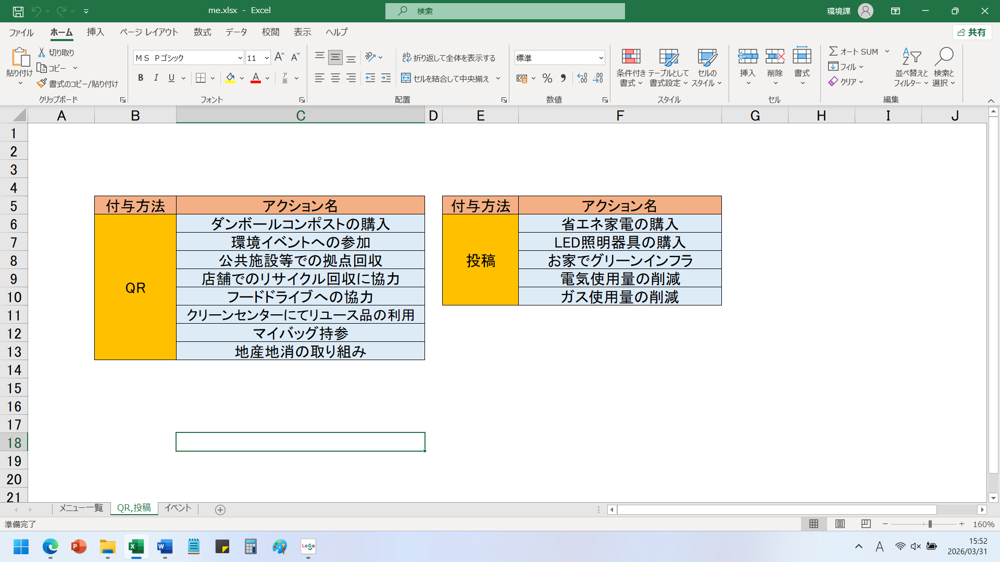 me.xlsx - Excel
検索
環境課
ファイル ホーム 挿入 ページ レイアウト 数式 データ 校閲 表示 ヘルプ
共有
貼り付け
切り取り
コピー
書式のコピー/貼り付け
クリップボード
ＭＳ Ｐゴシック 11
B I U
フォント
折り返して全体を表示する
セルを結合して中央揃え
配置
標準
数値
条件付き書式
テーブルとして書式設定
セルのスタイル
スタイル
挿入
削除
書式
セル
オート SUM
フィル
クリア
並べ替えとフィルター
検索と選択
編集
A B C D E F G H I J
1
2
3
4
5 付与方法 アクション名 付与方法 アクション名
6 ダンボールコンポストの購入 省エネ家電の購入
7 環境イベントへの参加 LED照明器具の購入
8 公共施設等での拠点回収 投稿 お家でグリーンインフラ
9 店舗でのリサイクル回収に協力 電気使用量の削減
10 QR フードドライブへの協力 ガス使用量の削減
11 クリーンセンターにてリユース品の利用
12 マイバッグ持参
13 地産地消の取り組み
14
15
16
17
18
19
20
21
メニュー一覧 QR,投稿 イベント
準備完了
160%
LoGo
A
15:52
2026/03/31